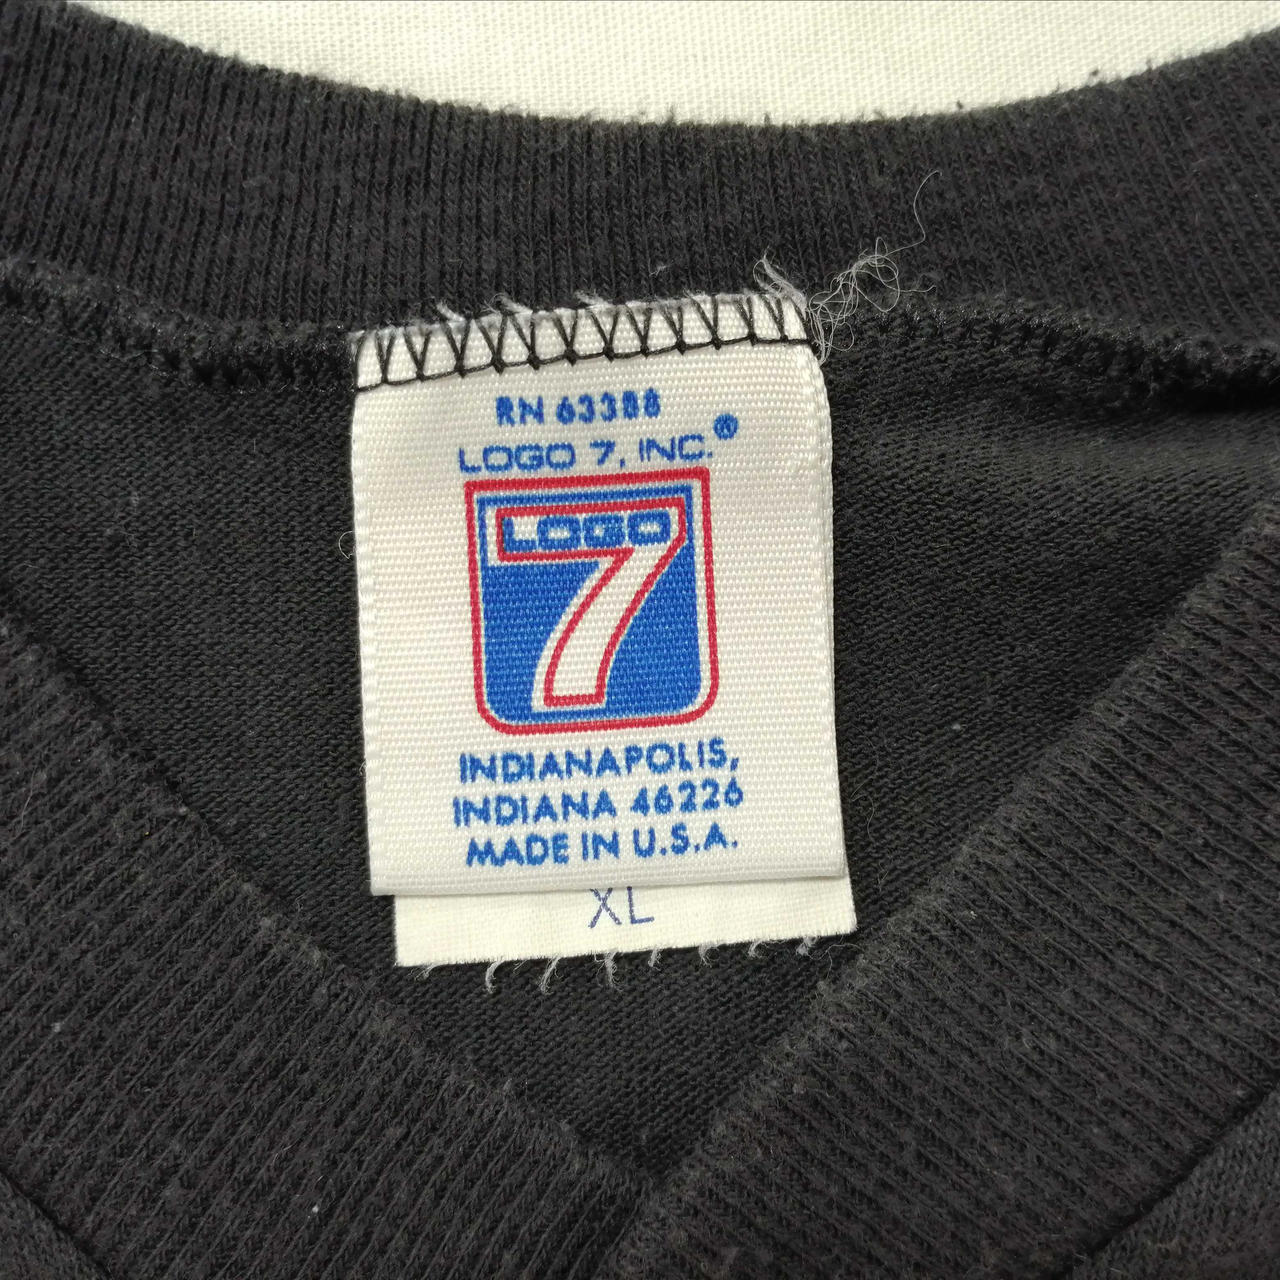 RN 63388
LOGO 7, INC.®
LOGO
7
INDIANAPOLIS,
INDIANA 46226
MADE IN U.S.A.
XL